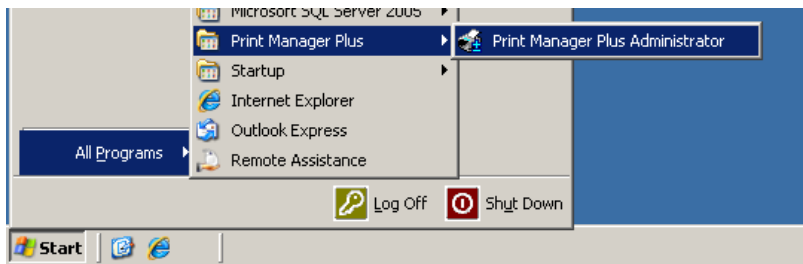 Microsoft SQL Server 2005
Print Manager Plus
Print Manager Plus Administrator
Startup
Internet Explorer
Outlook Express
All Programs
Remote Assistance
Log Off
Shut Down
Start